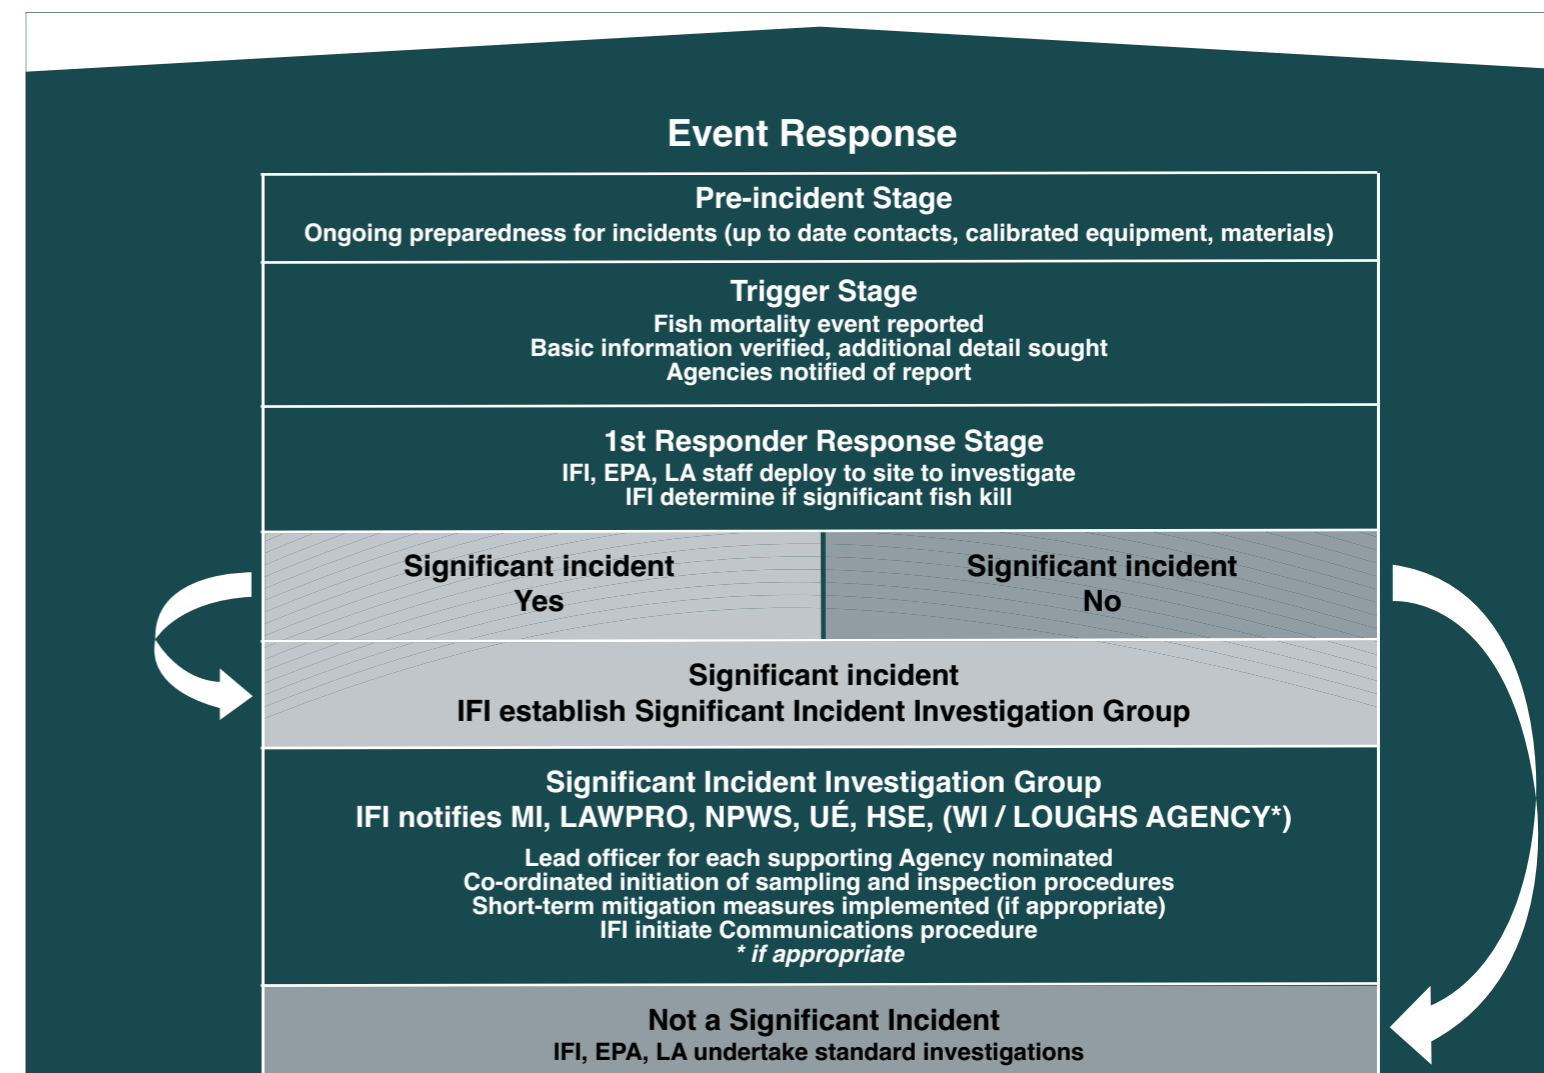 Event Response
Pre-incident Stage
Ongoing preparedness for incidents (up to date contacts, calibrated equipment, materials)
Trigger Stage
Fish mortality event reported
Basic information verified, additional detail sought
Agencies notified of report
1st Responder Response Stage
IFI, EPA, LA staff deploy to site to investigate
IFI determine if significant fish kill
Significant incident
Yes
Significant incident
No
Significant incident
IFI establish Significant Incident Investigation Group
Significant Incident Investigation Group
IFI notifies MI, LAWPRO, NPWS, UÉ, HSE, (WI / LOUGHS AGENCY*)
Lead officer for each supporting Agency nominated
Co-ordinated initiation of sampling and inspection procedures
Short-term mitigation measures implemented (if appropriate)
IFI initiate Communications procedure
* if appropriate
Not a Significant Incident
IFI, EPA, LA undertake standard investigations